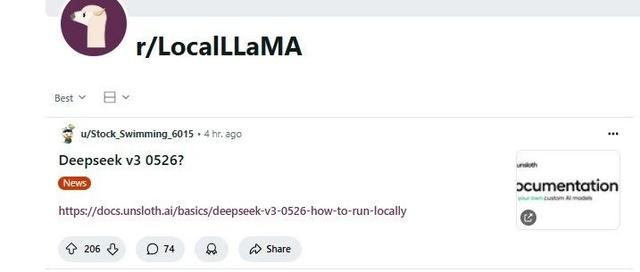 r/LocalLLaMA
Best
u/Stock_Swimming_6015 • 4 hr. ago
Deepseek v3 0526?
News
https://docs.unsloth.ai/basics/deepseek-v3-0526-how-to-run-locally
unsloth
ocumentation
your own custom AI models
206
74
Share